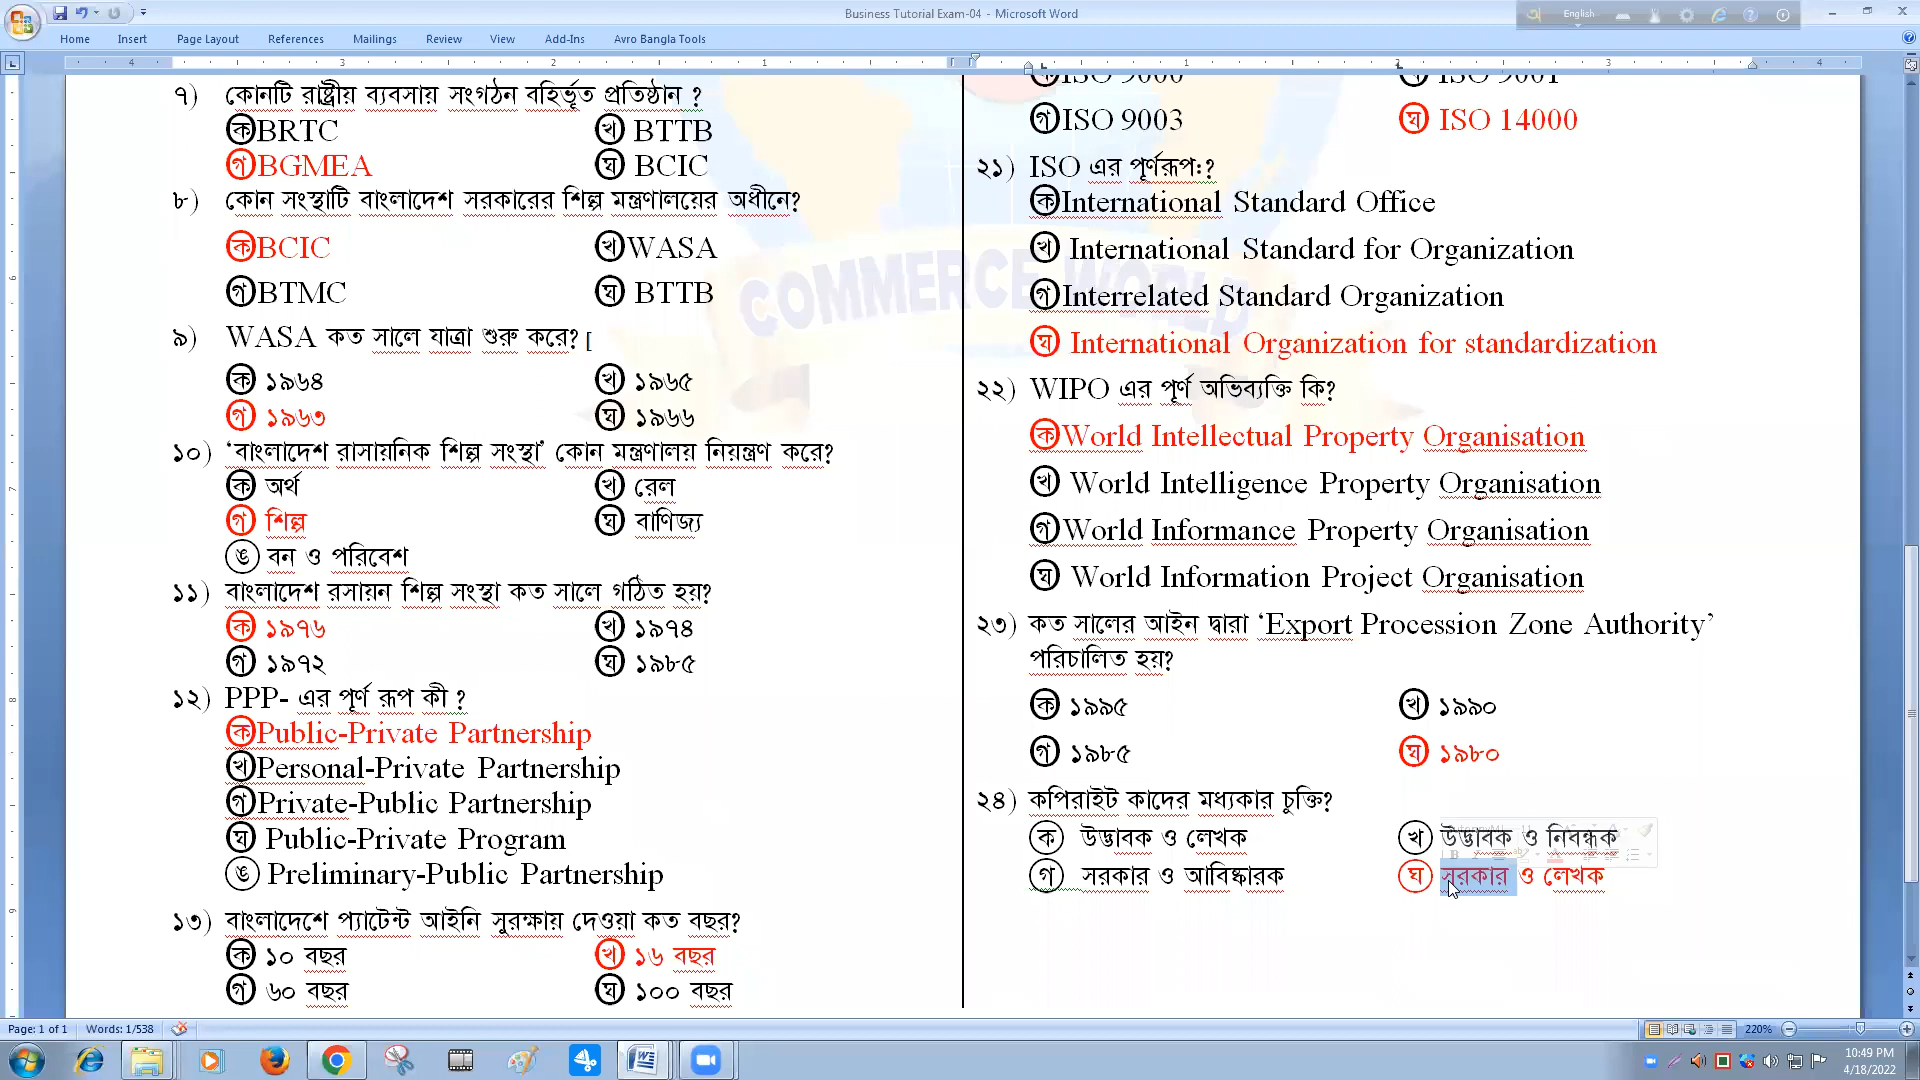 Business Tutorial Exam-04 - Microsoft Word
English
Home Insert Page Layout References Mailings Review View Add-Ins Avro Bangla Tools
৭) কোনটি রাষ্ট্রীয় ব্যবসায় সংগঠন বহির্ভূত প্রতিষ্ঠান ?
ক BRTC খ BTTB
গ BGMEA ঘ BCIC
৮) কোন সংস্থাটি বাংলাদেশ সরকারের শিল্প মন্ত্রণালয়ের অধীনে?
ক BCIC খ WASA
গ BTMC ঘ BTTB
৯) WASA কত সালে যাত্রা শুরু করে? [
ক ১৯৬৪ খ ১৯৬৫
গ ১৯৬৩ ঘ ১৯৬৬
১০) ‘বাংলাদেশ রাসায়নিক শিল্প সংস্থা’ কোন মন্ত্রণালয় নিয়ন্ত্রণ করে?
ক অর্থ খ রেল
গ শিল্প ঘ বাণিজ্য
ঙ বন ও পরিবেশ
১১) বাংলাদেশ রসায়ন শিল্প সংস্থা কত সালে গঠিত হয়?
ক ১৯৭৬ খ ১৯৭৪
গ ১৯৭২ ঘ ১৯৮৫
১২) PPP- এর পূর্ণ রূপ কী ?
ক Public-Private Partnership
খ Personal-Private Partnership
গ Private-Public Partnership
ঘ Public-Private Program
ঙ Preliminary-Public Partnership
১৩) বাংলাদেশে প্যাটেন্ট আইনি সুরক্ষায় দেওয়া কত বছর?
ক ১০ বছর খ ১৬ বছর
গ ৬০ বছর ঘ ১০০ বছর
ক ISO 9000 খ ISO 9001
গ ISO 9003 ঘ ISO 14000
২১) ISO এর পূর্ণরূপ:?
ক International Standard Office
খ International Standard for Organization
গ Interrelated Standard Organization
ঘ International Organization for standardization
২২) WIPO এর পূর্ণ অভিব্যক্তি কি?
ক World Intellectual Property Organisation
খ World Intelligence Property Organisation
গ World Informance Property Organisation
ঘ World Information Project Organisation
২৩) কত সালের আইন দ্বারা ‘Export Procession Zone Authority’
পরিচালিত হয়?
ক ১৯৯৫ খ ১৯৯০
গ ১৯৮৫ ঘ ১৯৮০
২৪) কপিরাইট কাদের মধ্যকার চুক্তি?
ক উদ্ভাবক ও লেখক খ উদ্ভাবক ও নিবন্ধক
গ সরকার ও আবিষ্কারক ঘ সরকার ও লেখক
COMMERCE WORLD
Page: 1 of 1 Words: 1/538 220%
10:49 PM
4/18/2022